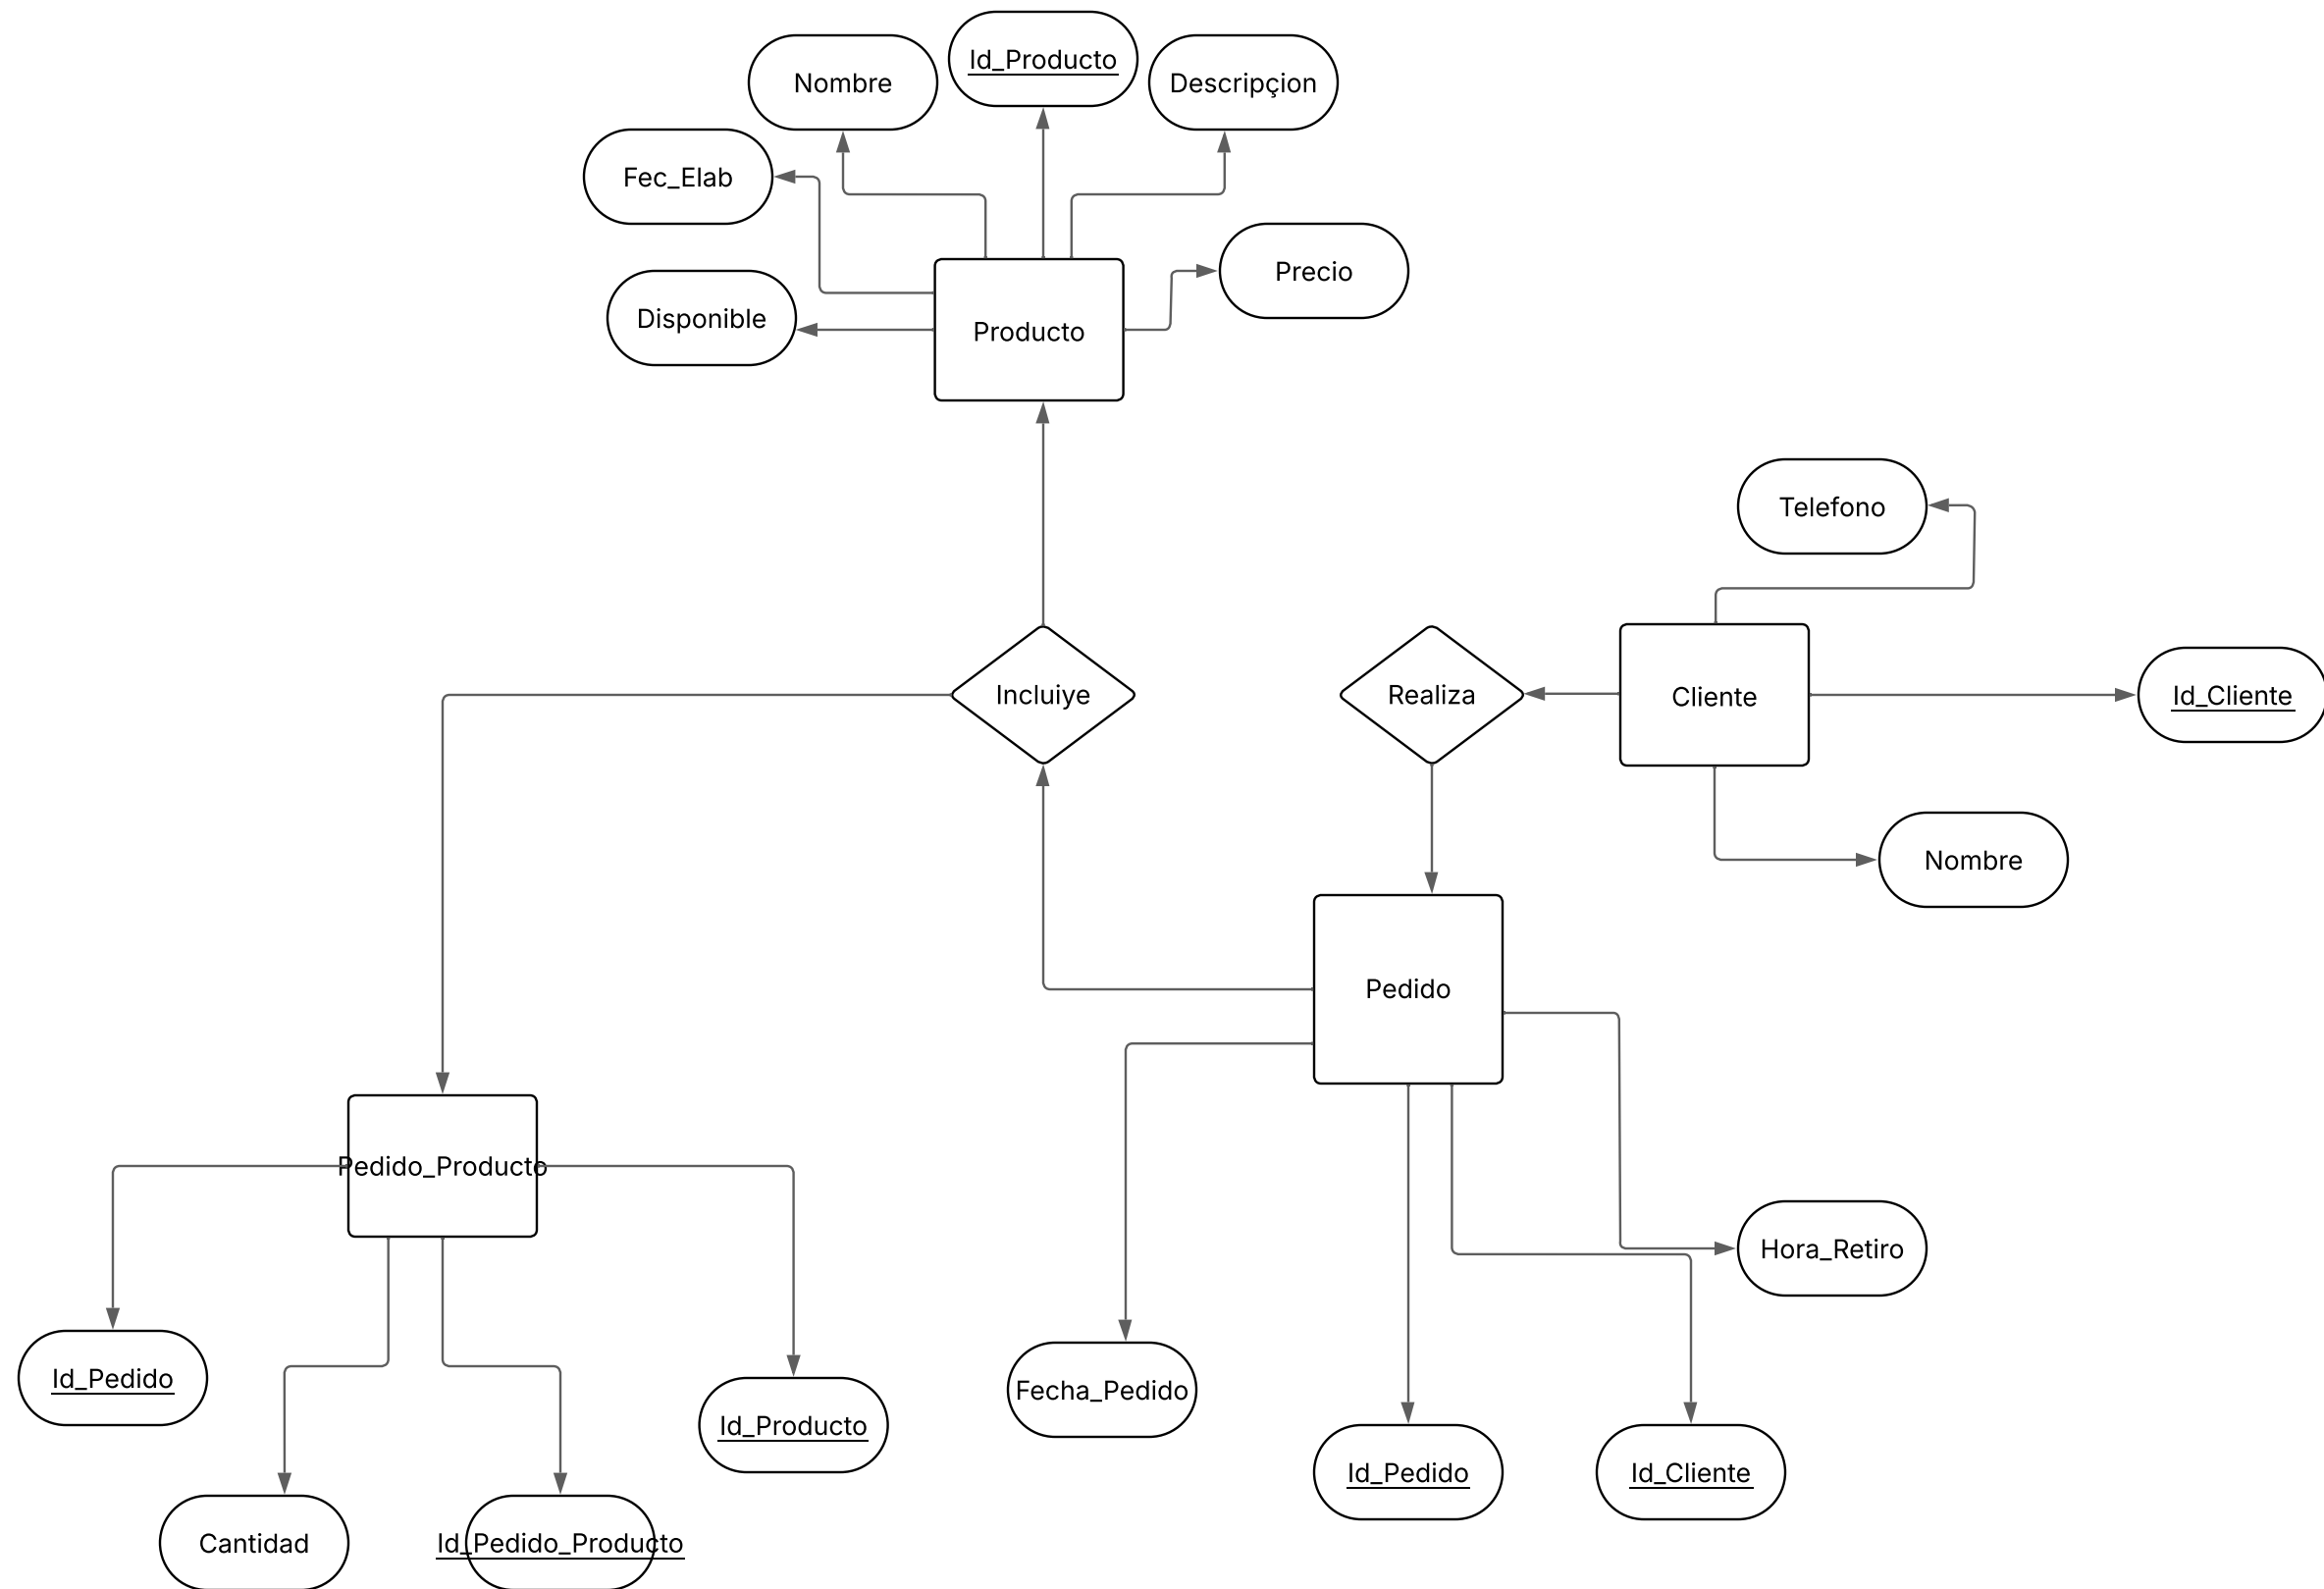 Id_Producto
Nombre
Descripçion
Fec_Elab
Precio
Disponible
Producto
Telefono
Incluiye
Realiza
Cliente
Id_Cliente
Nombre
Pedido
Pedido_Producto
Hora_Retiro
Id_Pedido
Fecha_Pedido
Id_Producto
Id_Pedido
Id_Cliente
Cantidad
Id_Pedido_Producto